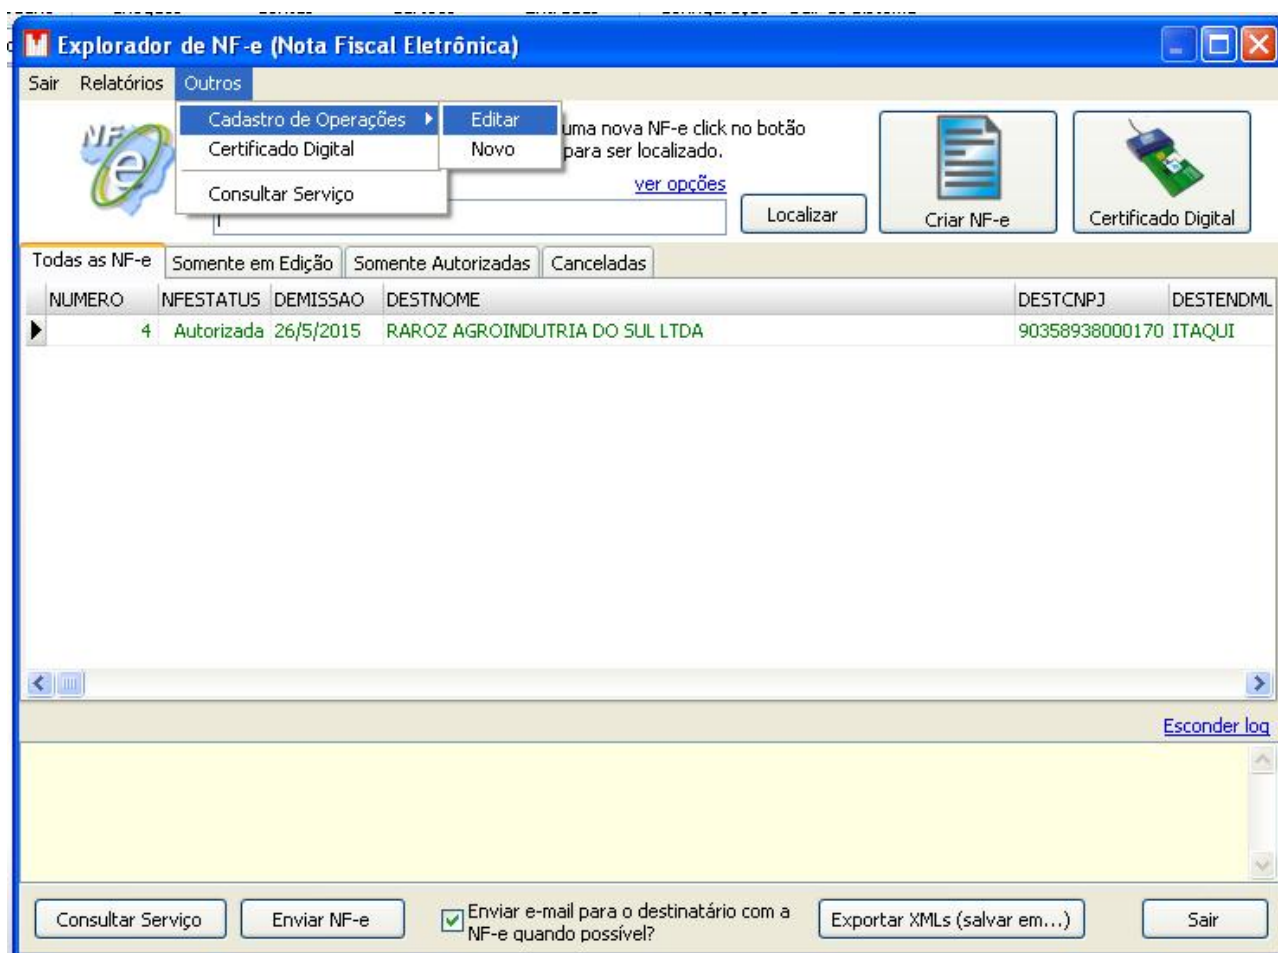 Explorador de NF-e (Nota Fiscal Eletrônica)
Sair Relatórios Outros
Cadastro de Operações Editar
Certificado Digital Novo
Consultar Serviço
NF
e
uma nova NF-e click no botão
para ser localizado.
ver opções
Localizar
Criar NF-e
Certificado Digital
Todas as NF-e Somente em Edição Somente Autorizadas Canceladas
NUMERO NFESTATUS DEMISSAO DESTNOME DESTCNPJ DESTENDMU
4 Autorizada 26/5/2015 RAROZ AGROINDUTRIA DO SUL LTDA 90358938000170 ITAQUI
Esconder log
Consultar Serviço Enviar NF-e Enviar e-mail para o destinatário com a
NF-e quando possível?
Exportar XMLs (salvar em...) Sair